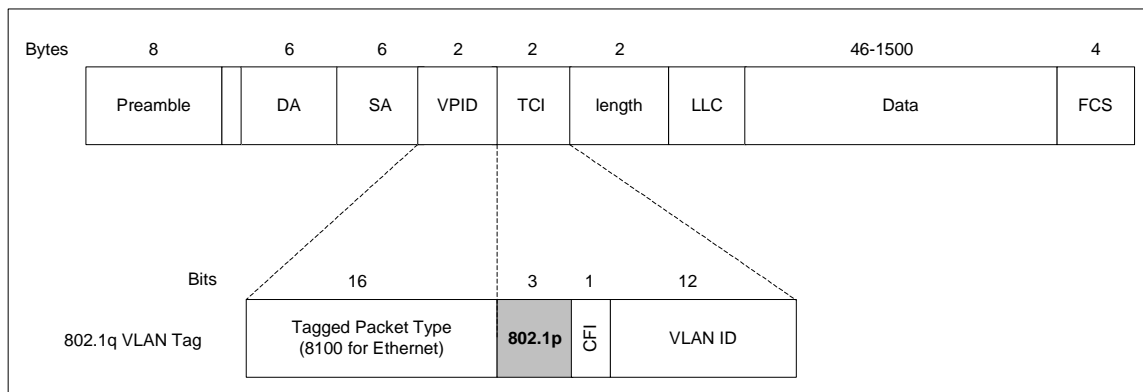 Bytes 8 6 6 2 2 2 46-1500 4
Preamble DA SA VPID TCI length LLC Data FCS
Bits 16 3 1 12
802.1q VLAN Tag
Tagged Packet Type
(8100 for Ethernet)
802.1p
CFI
VLAN ID